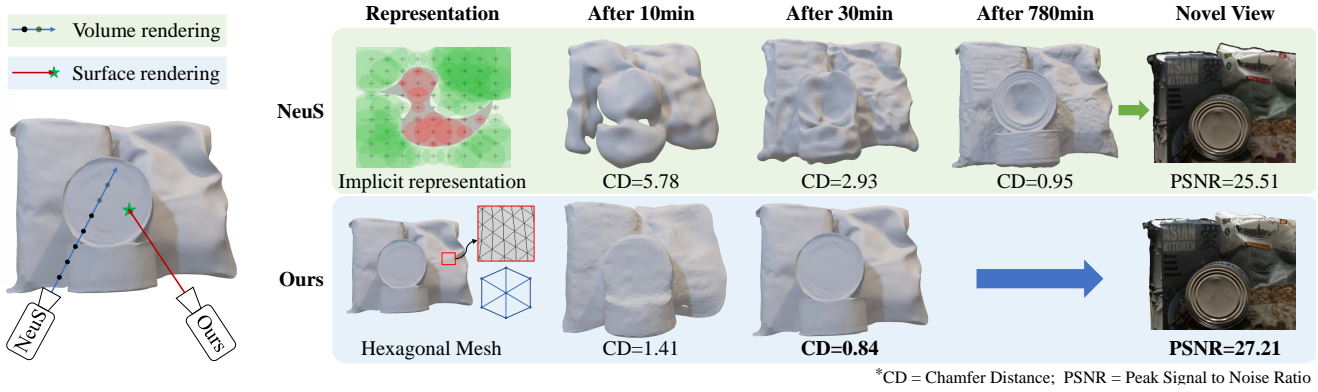 Volume rendering
Surface rendering
NeuS
Ours
Representation After 10min After 30min After 780min Novel View
NeuS
Implicit representation CD=5.78 CD=2.93 CD=0.95 PSNR=25.51
Ours
Hexagonal Mesh CD=1.41 CD=0.84 PSNR=27.21
*CD = Chamfer Distance; PSNR = Peak Signal to Noise Ratio